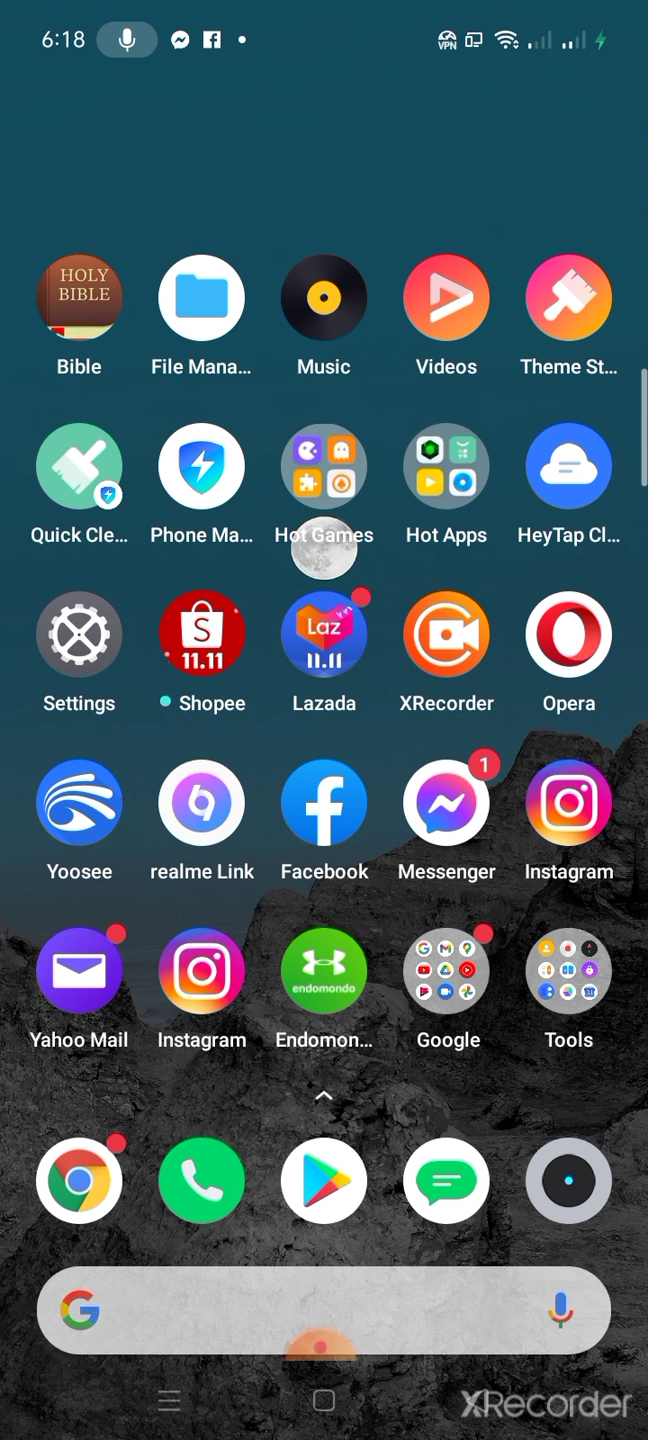 6:18
VPN
HOLY
BIBLE
Bible
File Mana...
Music
Videos
Theme St...
Quick Cle...
Phone Ma...
Hot Games
Hot Apps
HeyTap Cl...
S
11.11
Laz
11.11
Settings
Shopee
Lazada
XRecorder
Opera
1
Yoosee
realme Link
Facebook
Messenger
Instagram
endomondo
Yahoo Mail
Instagram
Endomon...
Google
Tools
XRecorder